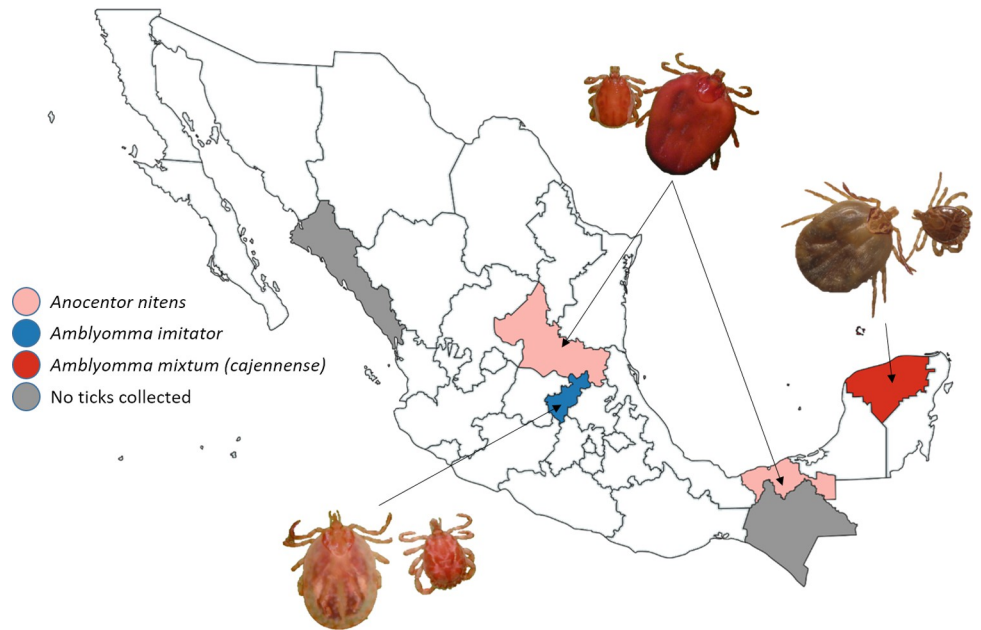 Anocentor nitens
Amblyomma imitator
Amblyomma mixtum (cajennense)
No ticks collected